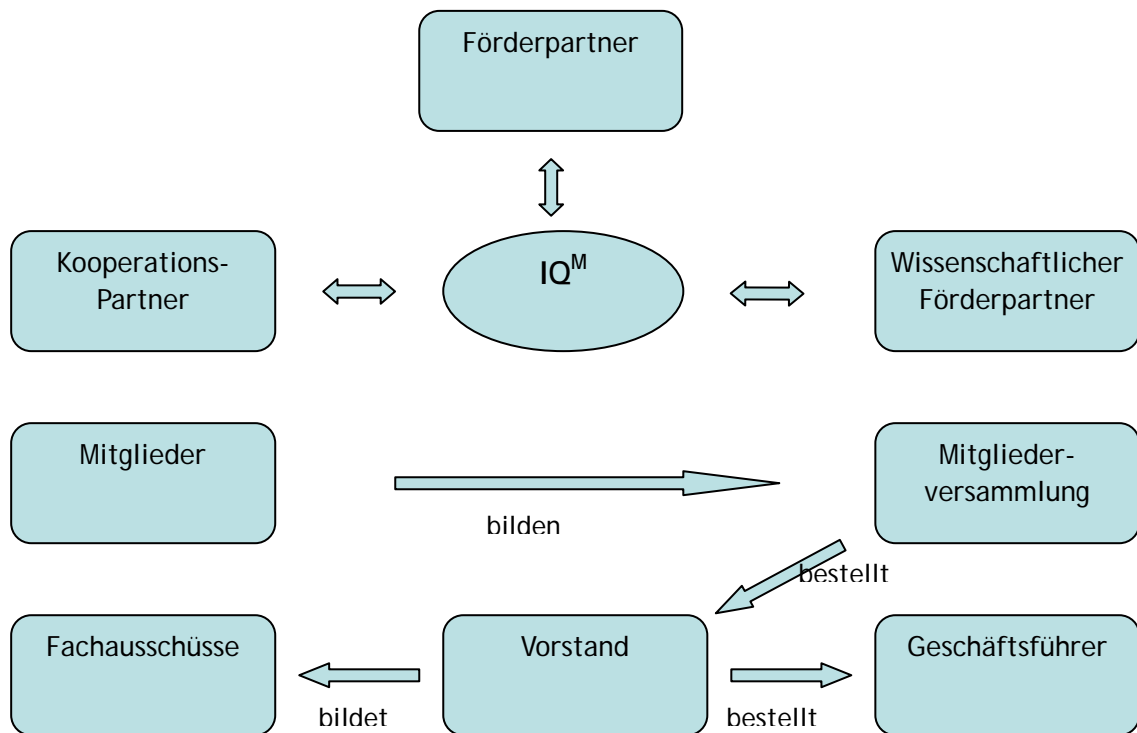 Förderpartner
Kooperations-
Partner
IQᴹ
Wissenschaftlicher
Förderpartner
Mitglieder
Mitglieder-
versammlung
bilden
bestellt
Fachausschüsse
Vorstand
Geschäftsführer
bildet
bestellt